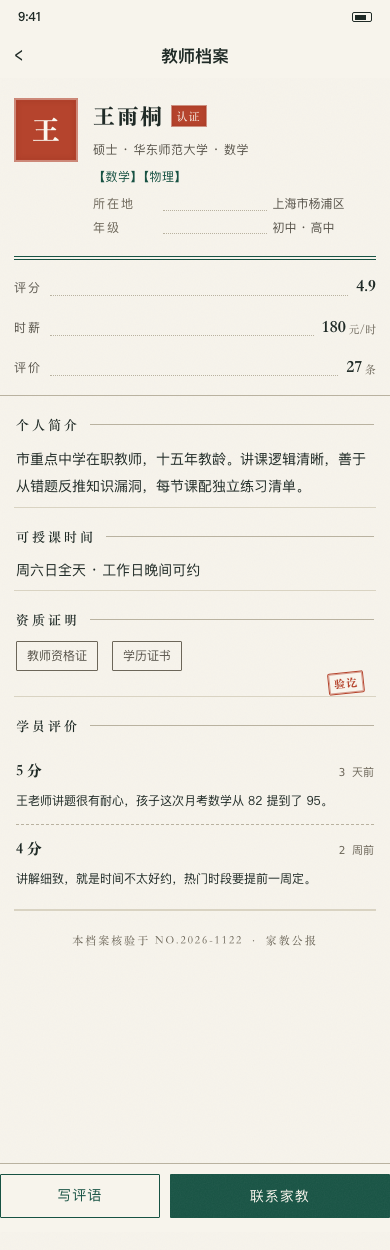 9:41
教师档案
王
王雨桐 认证
硕士 · 华东师范大学 · 数学
【数学】【物理】
所在地 上海市杨浦区
年级 初中 · 高中
评分 4.9
时薪 180 元/时
评价 27 条
个人简介
市重点中学在职教师，十五年教龄。讲课逻辑清晰，善于
从错题反推知识漏洞，每节课配独立练习清单。
可授课时间
周六日全天 · 工作日晚间可约
资质证明
教师资格证 学历证书
验讫
学员评价
5 分 3 天前
王老师讲题很有耐心，孩子这次月考数学从 82 提到了 95。
4 分 2 周前
讲解细致，就是时间不太好约，热门时段要提前一周定。
本档案核验于 NO.2026-1122 · 家教公报
写评语 联系家教